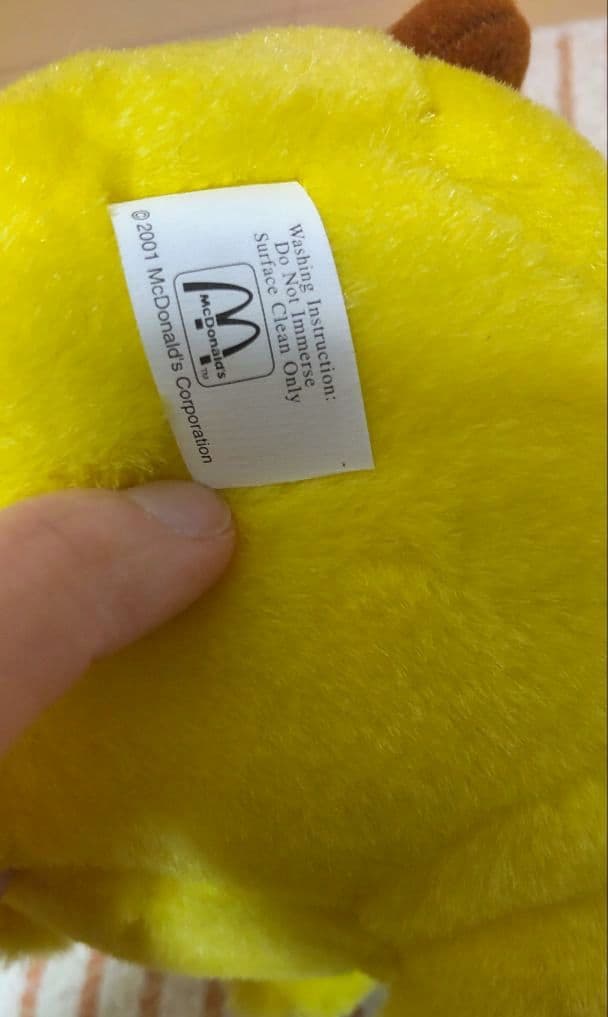 Washing Instruction:
Do Not Immerse
Surface Clean Only
McDonald's
TM
© 2001 McDonald's Corporation